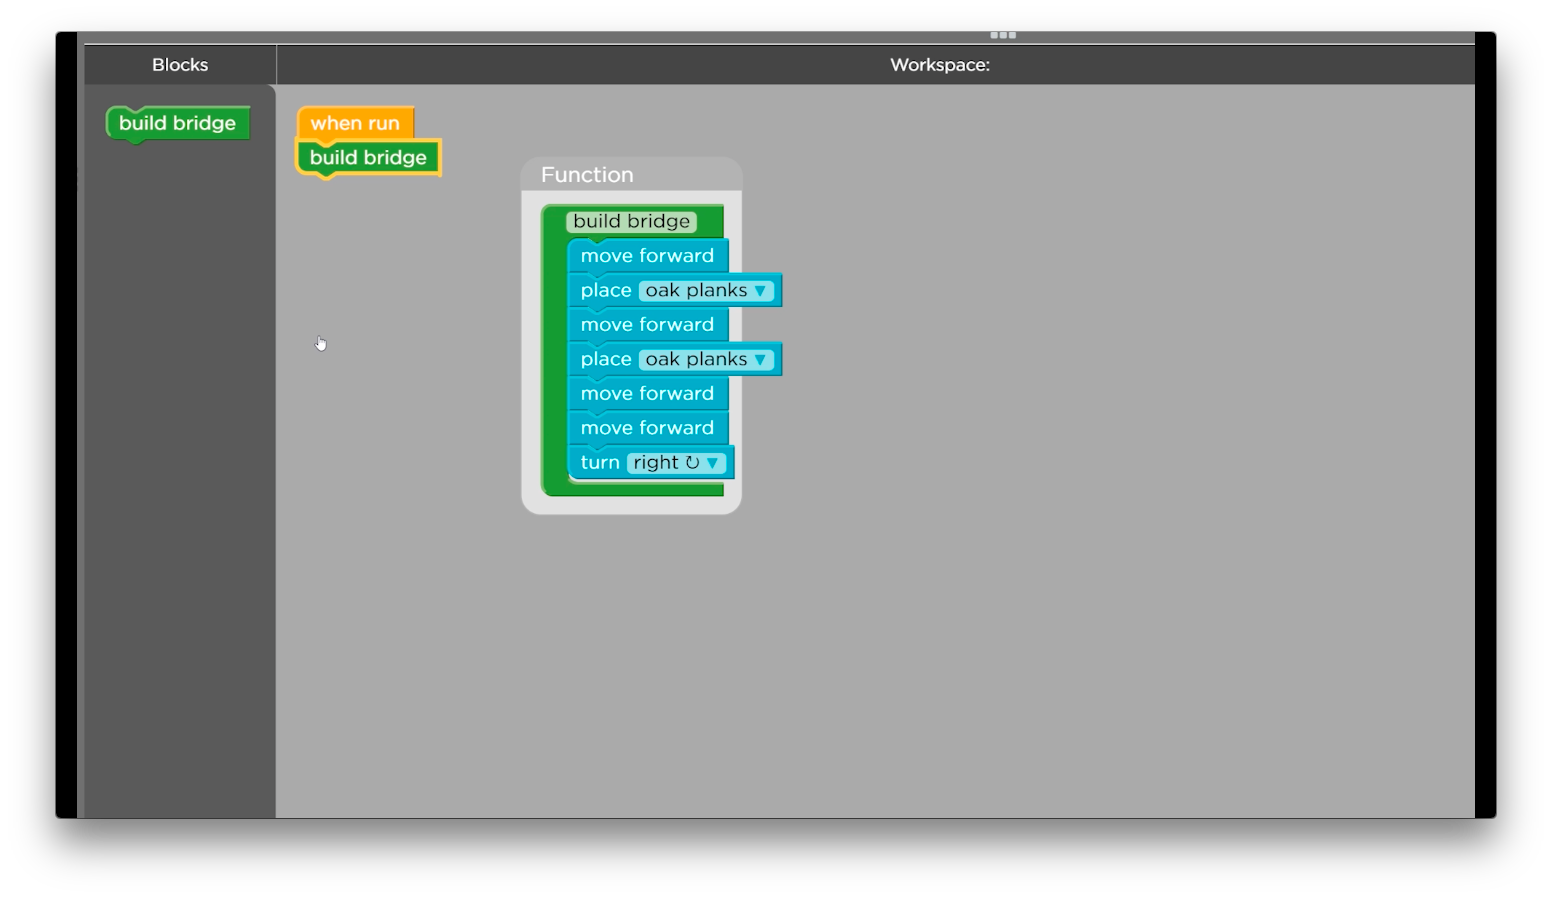 Blocks
Workspace:
build bridge
when run
build bridge
Function
build bridge
move forward
place oak planks ▼
move forward
place oak planks ▼
move forward
move forward
turn right ↻ ▼